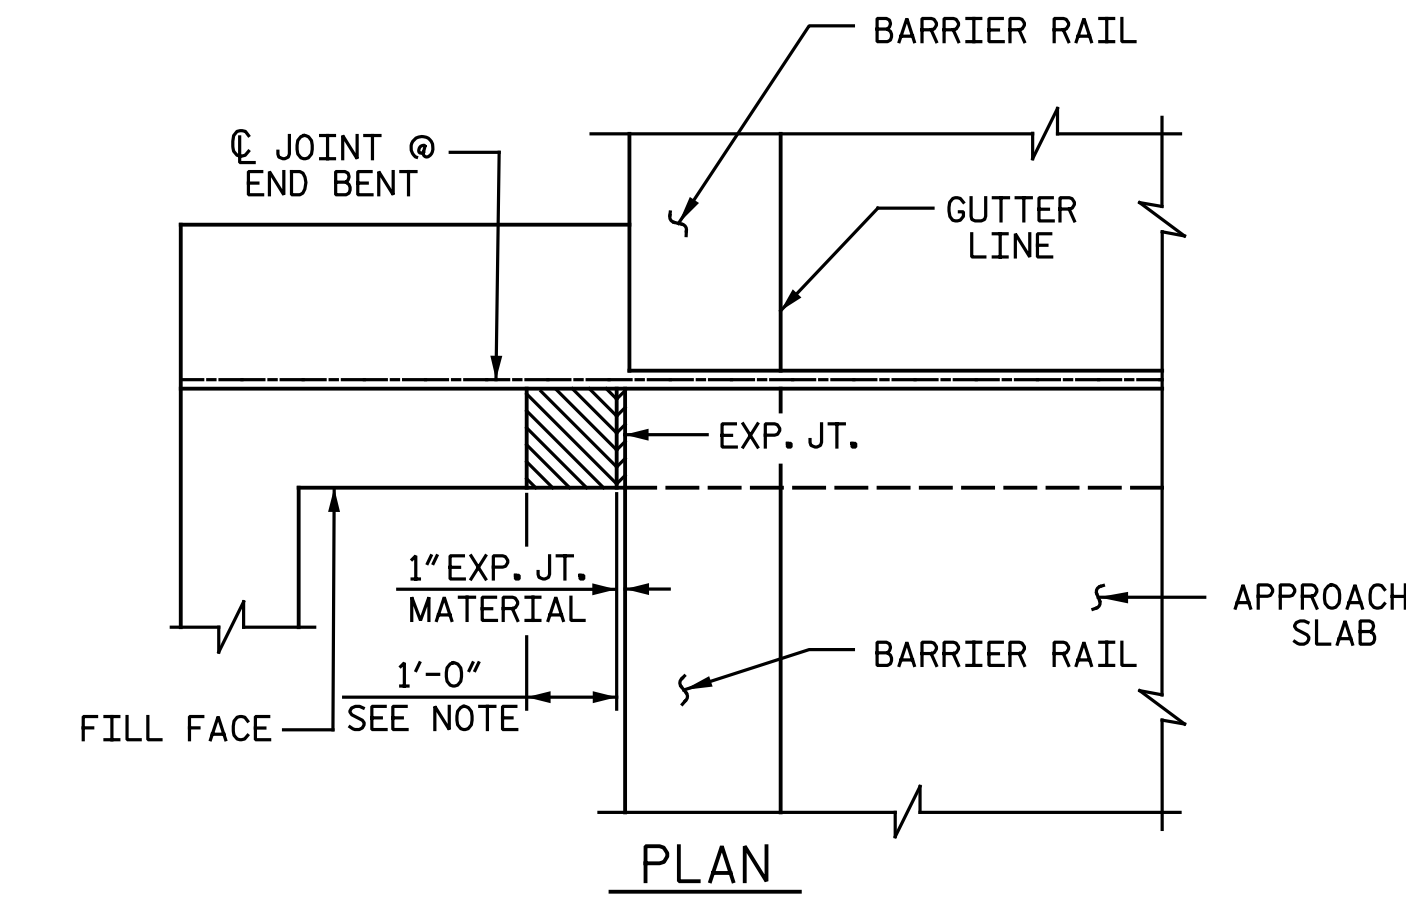 BARRIER RAIL
℄ JOINT @
END BENT
GUTTER
LINE
EXP. JT.
1" EXP. JT.
MATERIAL
APPROACH
SLAB
BARRIER RAIL
1'-0"
SEE NOTE
FILL FACE
PLAN